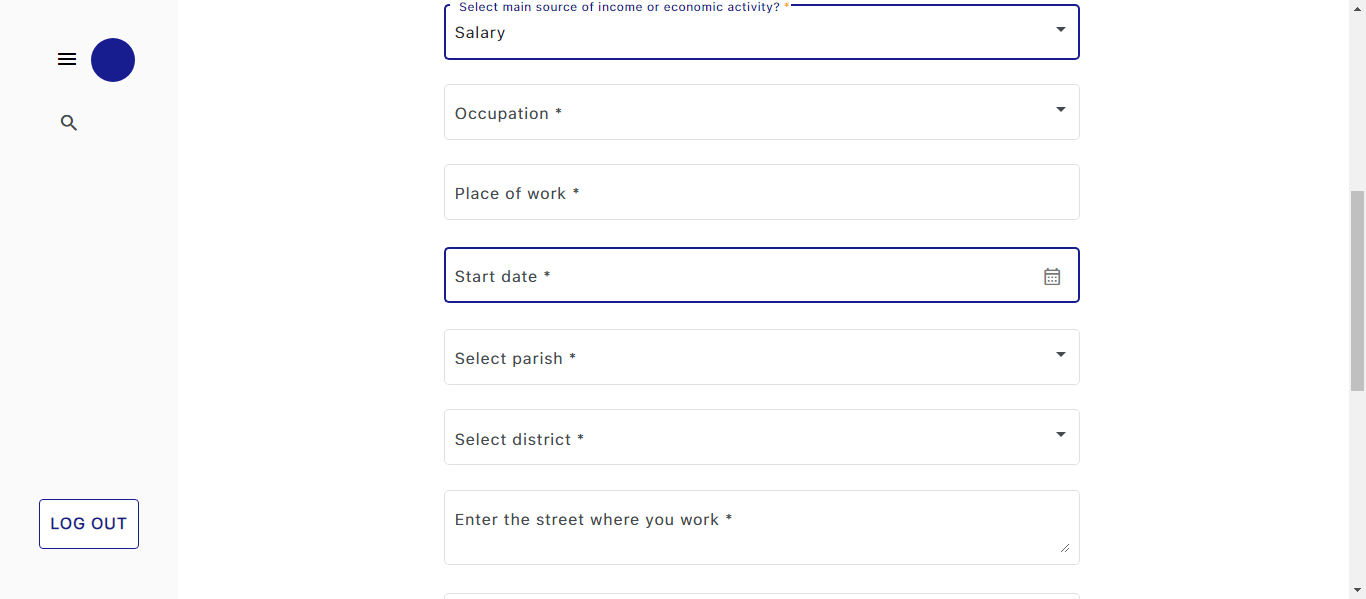 Select main source of income or economic activity? *
Salary
Occupation *
Place of work *
Start date *
Select parish *
Select district *
Enter the street where you work *
LOG OUT